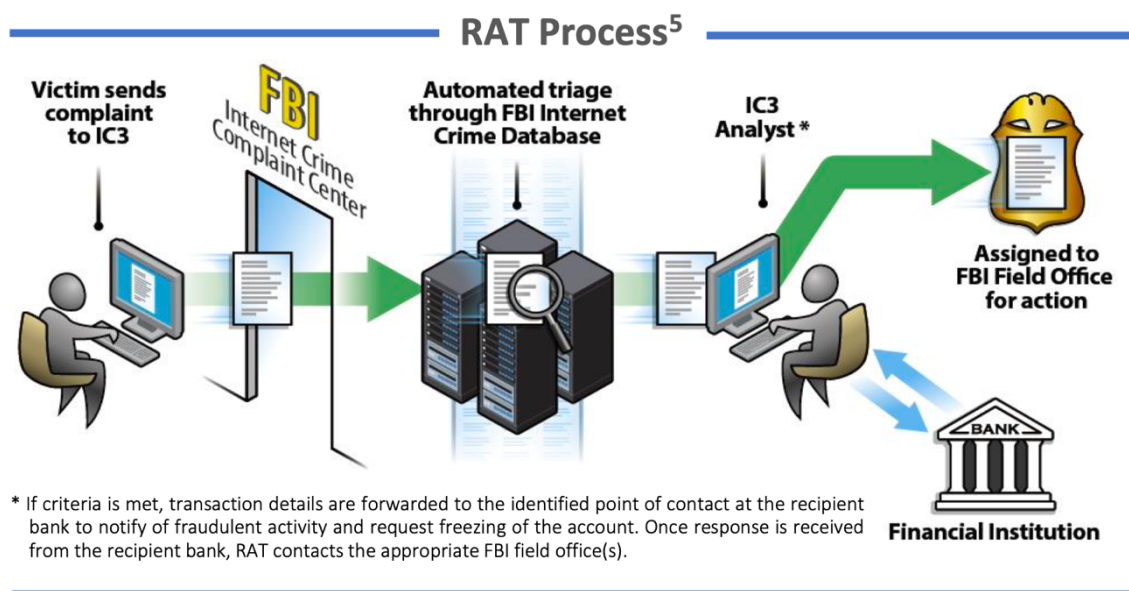 RAT Process5
Victim sends
complaint
to IC3
FBI
Internet Crime
Complaint Center
Automated triage
through FBI Internet
Crime Database
IC3
Analyst *
Assigned to
FBI Field Office
for action
BANK
Financial Institution
* If criteria is met, transaction details are forwarded to the identified point of contact at the recipient
bank to notify of fraudulent activity and request freezing of the account. Once response is received
from the recipient bank, RAT contacts the appropriate FBI field office(s).